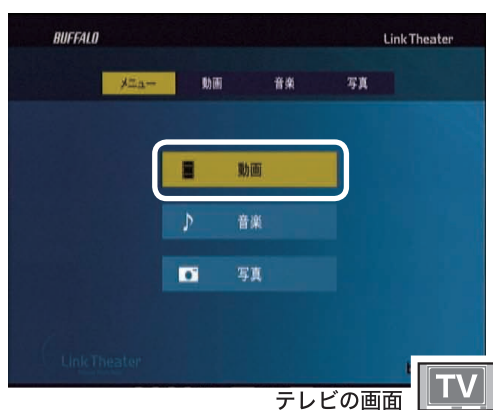 BUFFALO
LinkTheater
メニュー 動画 音楽 写真
動画
音楽
写真
LinkTheater
テレビの画面
TV